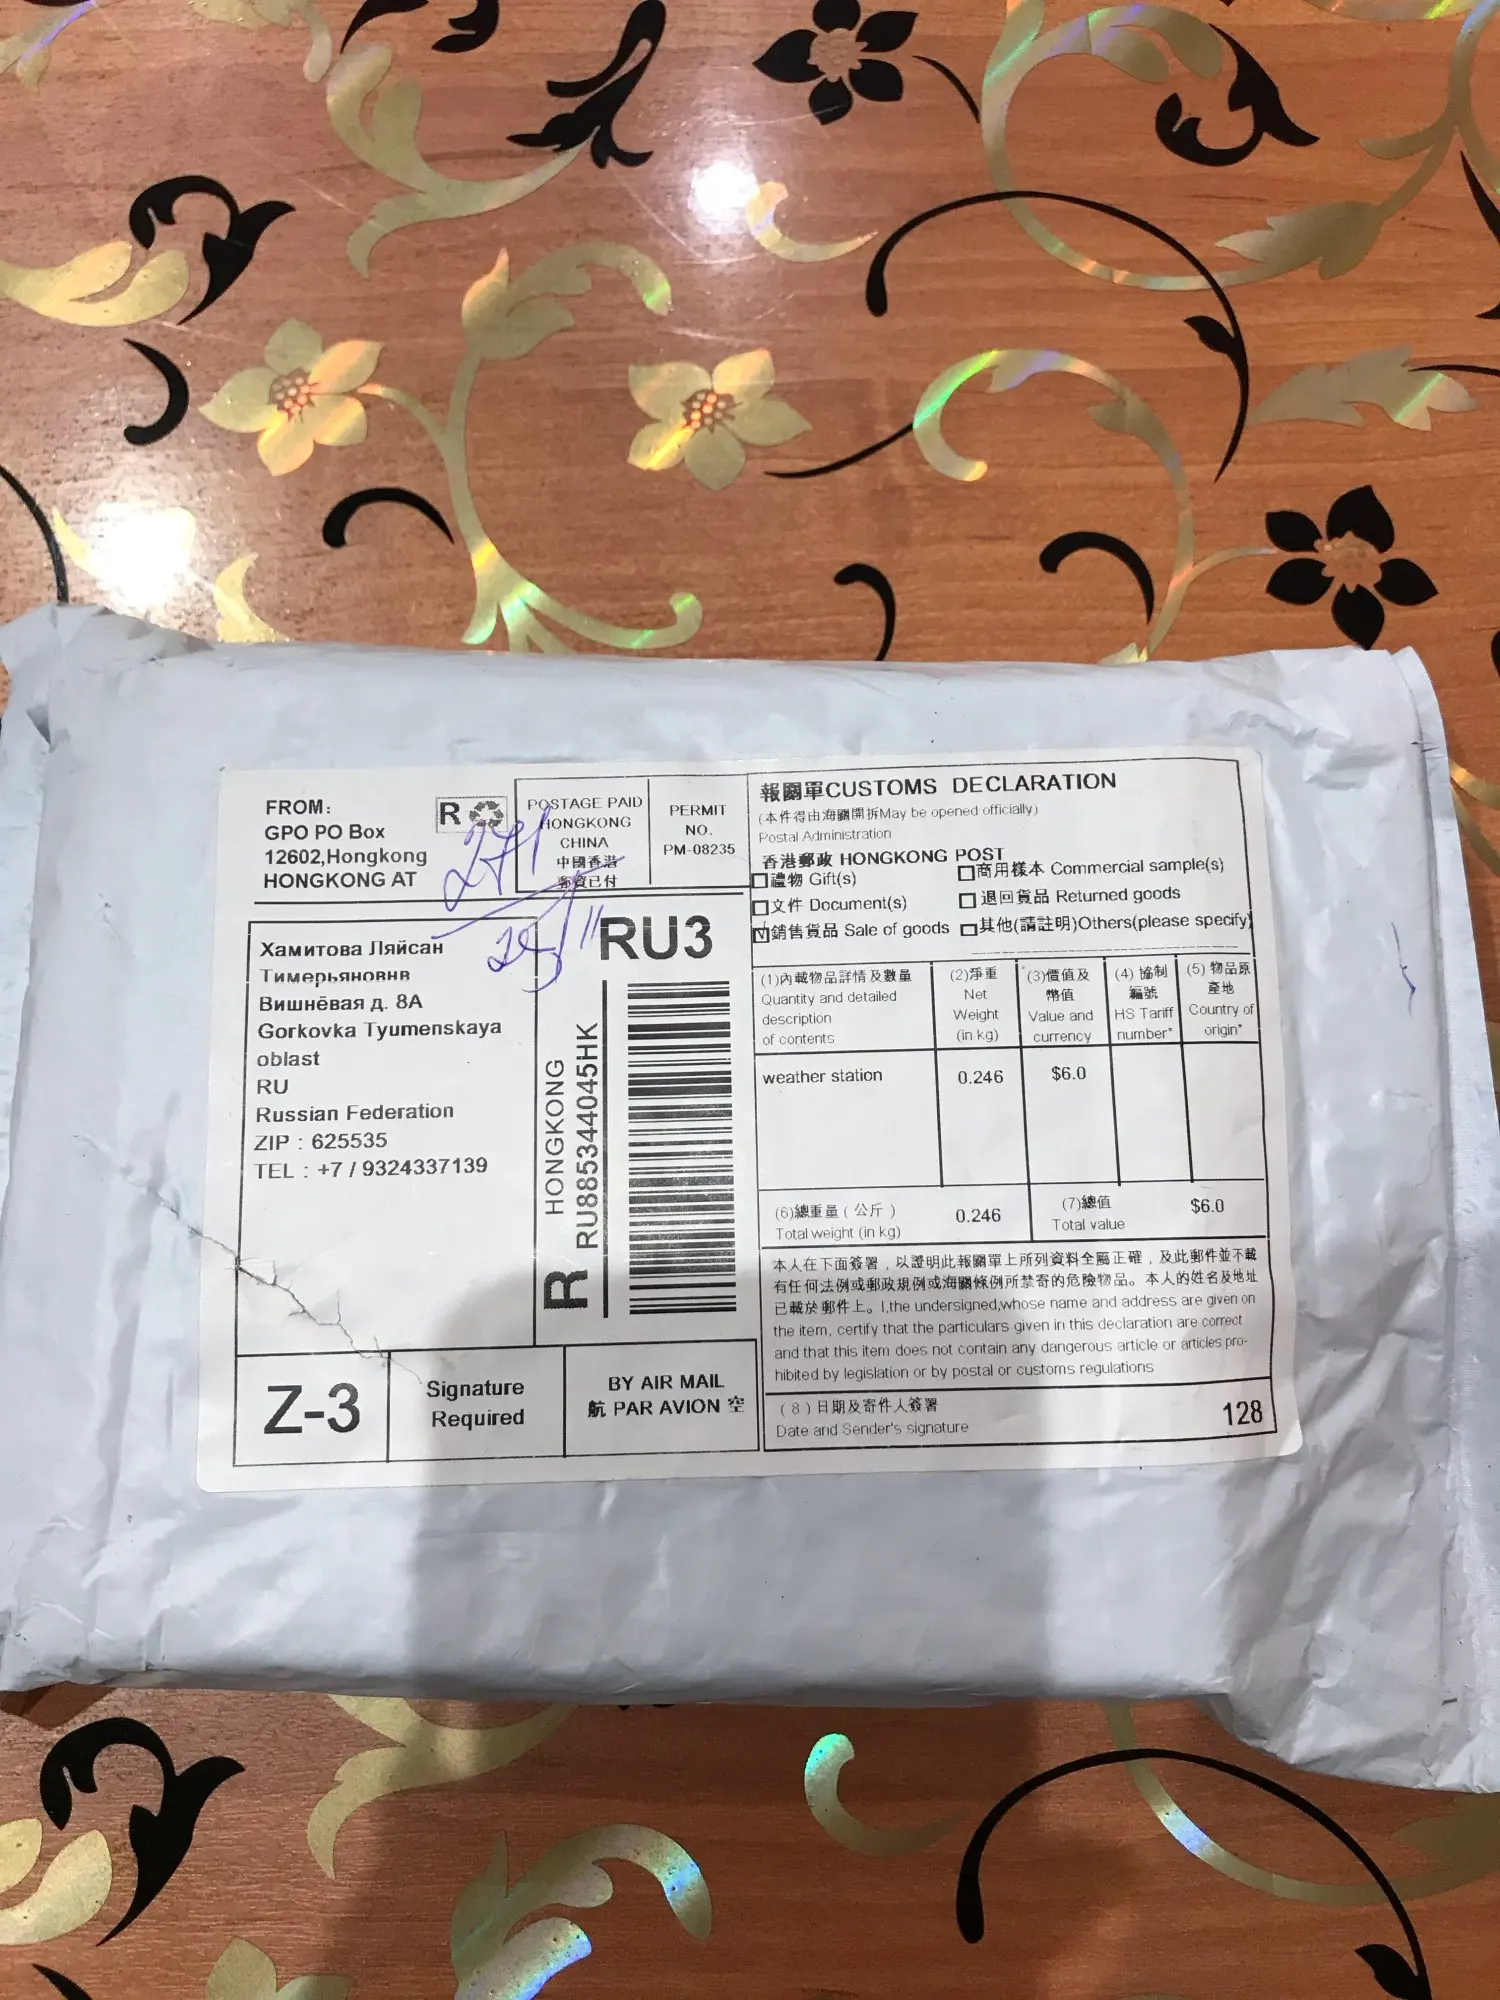 FROM:
GPO PO Box
12602,Hongkong
HONGKONG AT
R
POSTAGE PAID
HONGKONG
CHINA
中國香港
郵資已付
PERMIT
NO.
PM-08235
271
Хамитова Ляйсан
Тимерьяновнв
Вишнёвая д. 8А
Gorkovka Tyumenskaya
oblast
RU
Russian Federation
ZIP : 625535
TEL : +7 / 9324337139
RU3
R HONGKONG
RU885344045HK
Z-3
Signature
Required
BY AIR MAIL
航 PAR AVION 空
報關單CUSTOMS DECLARATION
(本件得由海關開拆May be opened officially)
Postal Administration
香港郵政 HONGKONG POST
禮物 Gift(s)
商用樣本 Commercial sample(s)
文件 Document(s)
退回貨品 Returned goods
銷售貨品 Sale of goods
其他(請註明)Others(please specify)
(1)內載物品詳情及數量
Quantity and detailed
description
of contents
(2)淨重
Net
Weight
(in kg)
(3)價值及
幣值
Value and
currency
(4) 協制
編號
HS Tariff
number*
(5) 物品原
產地
Country of
origin*
weather station 0.246 $6.0
(6)總重量 ( 公斤 )
Total weight (in kg)
0.246
(7)總值
Total value
$6.0
本人在下面簽署 , 以證明此報關單上所列資料全屬正確 , 及此郵件並不載
有任何法例或郵政規例或海關條例所禁寄的危險物品。本人的姓名及地址
已載於郵件上。I,the undersigned,whose name and address are given on
the item, certify that the particulars given in this declaration are correct
and that this item does not contain any dangerous article or articles pro-
hibited by legislation or by postal or customs regulations
( 8 ) 日期及寄件人簽署
Date and Sender's signature
128